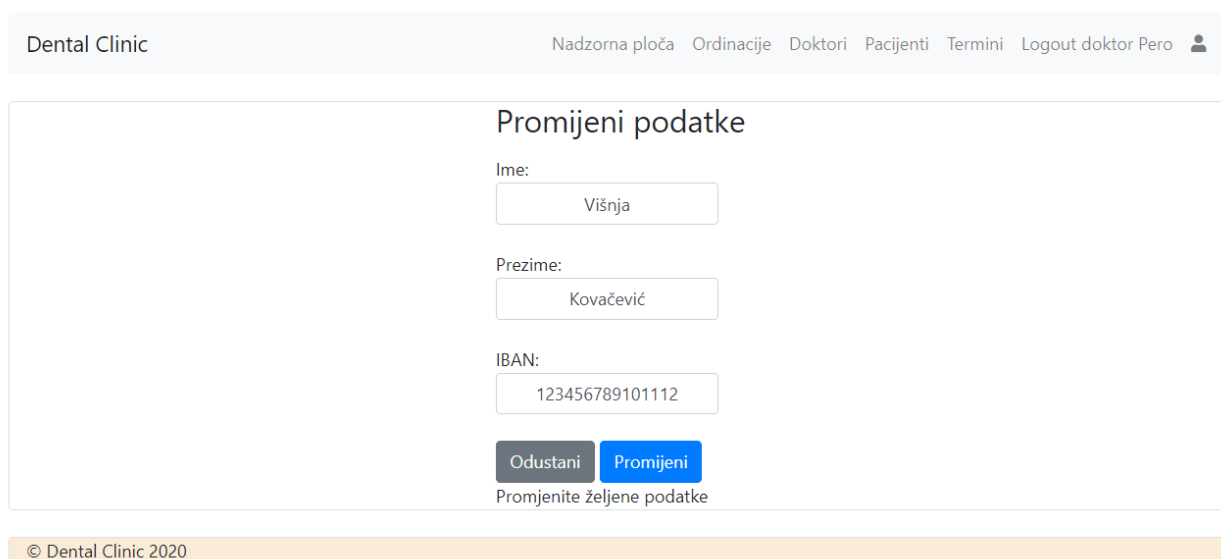 Dental Clinic Nadzorna ploča Ordinacije Doktori Pacijenti Termini Logout doktor Pero
Promijeni podatke
Ime:
Višnja
Prezime:
Kovačević
IBAN:
123456789101112
Odustani Promijeni
Promjenite željene podatke
© Dental Clinic 2020